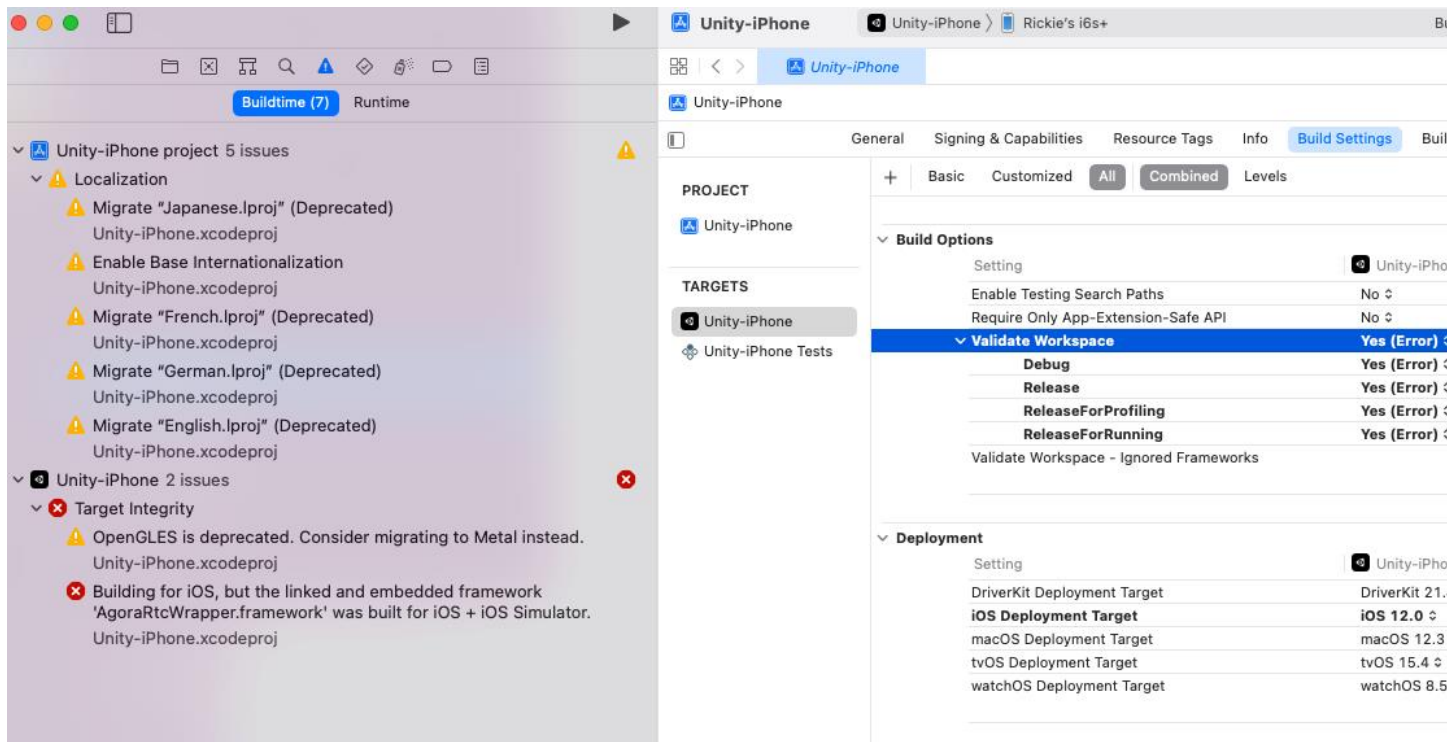 Buildtime (7) Runtime
Unity-iPhone project 5 issues
Localization
Migrate “Japanese.lproj” (Deprecated)
Unity-iPhone.xcodeproj
Enable Base Internationalization
Unity-iPhone.xcodeproj
Migrate “French.lproj” (Deprecated)
Unity-iPhone.xcodeproj
Migrate “German.lproj” (Deprecated)
Unity-iPhone.xcodeproj
Migrate “English.lproj” (Deprecated)
Unity-iPhone.xcodeproj
Unity-iPhone 2 issues
Target Integrity
OpenGLES is deprecated. Consider migrating to Metal instead.
Unity-iPhone.xcodeproj
Building for iOS, but the linked and embedded framework
'AgoraRtcWrapper.framework' was built for iOS + iOS Simulator.
Unity-iPhone.xcodeproj
Unity-iPhone Unity-iPhone Rickie's i6s+ Bu
Unity-iPhone
Unity-iPhone
General Signing & Capabilities Resource Tags Info Build Settings Buil
PROJECT
Unity-iPhone
TARGETS
Unity-iPhone
Unity-iPhone Tests
Basic Customized All Combined Levels
Build Options
Setting Unity-iPho
Enable Testing Search Paths No
Require Only App-Extension-Safe API No
Validate Workspace Yes (Error)
Debug Yes (Error)
Release Yes (Error)
ReleaseForProfiling Yes (Error)
ReleaseForRunning Yes (Error)
Validate Workspace - Ignored Frameworks
Deployment
Setting Unity-iPho
DriverKit Deployment Target DriverKit 21.
iOS Deployment Target iOS 12.0
macOS Deployment Target macOS 12.3
tvOS Deployment Target tvOS 15.4
watchOS Deployment Target watchOS 8.5